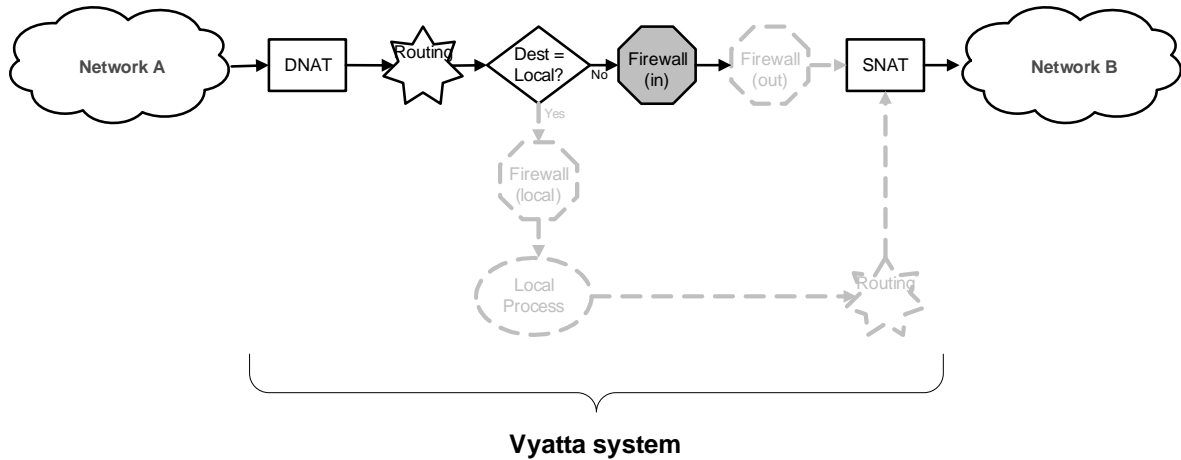 Network A
DNAT
Routing
Dest =
Local?
No
Firewall
(in)
Firewall
(out)
SNAT
Network B
Yes
Firewall
(local)
Local
Process
Routing
Vyatta system